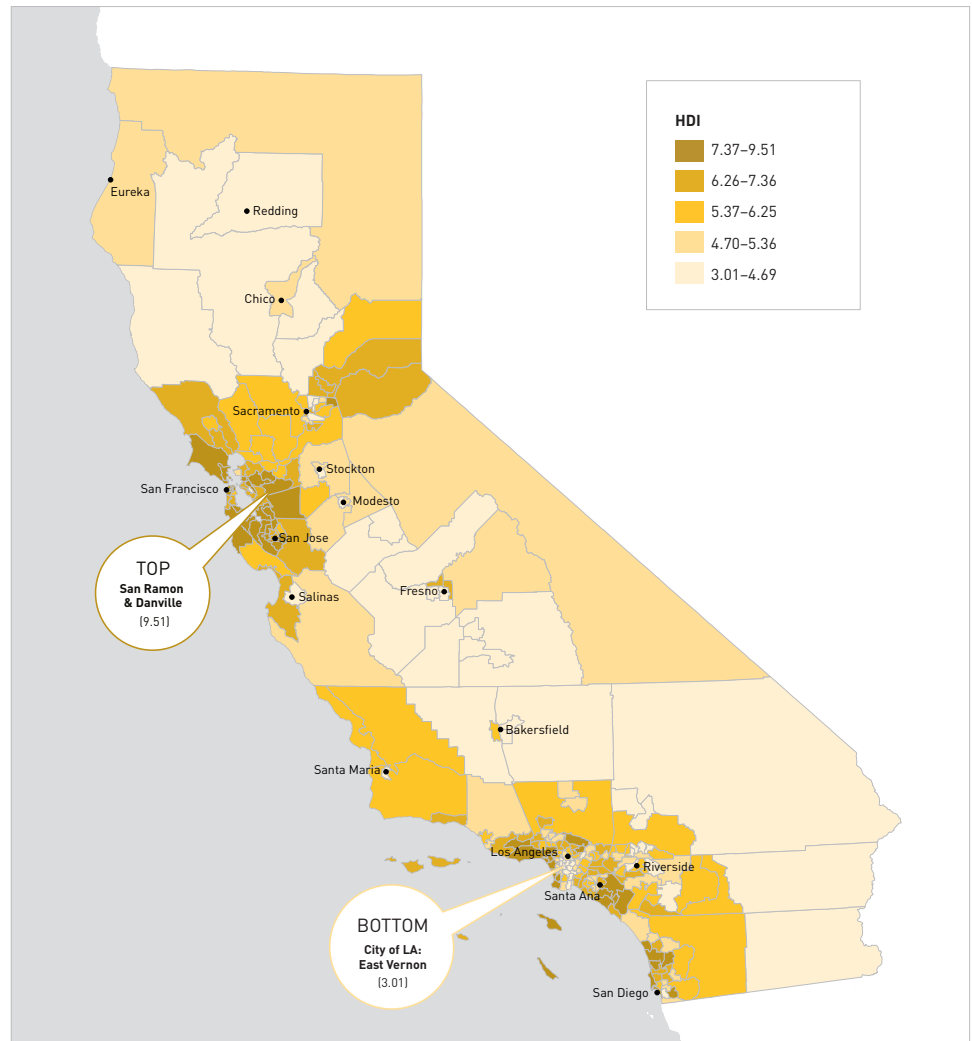 HDI
7.37–9.51
6.26–7.36
5.37–6.25
4.70–5.36
3.01–4.69
Eureka
Redding
Chico
Sacramento
Stockton
San Francisco
Modesto
San Jose
TOP
San Ramon
& Danville
(9.51)
Fresno
Salinas
Bakersfield
Santa Maria
Los Angeles
Riverside
Santa Ana
BOTTOM
City of LA:
East Vernon
(3.01)
San Diego